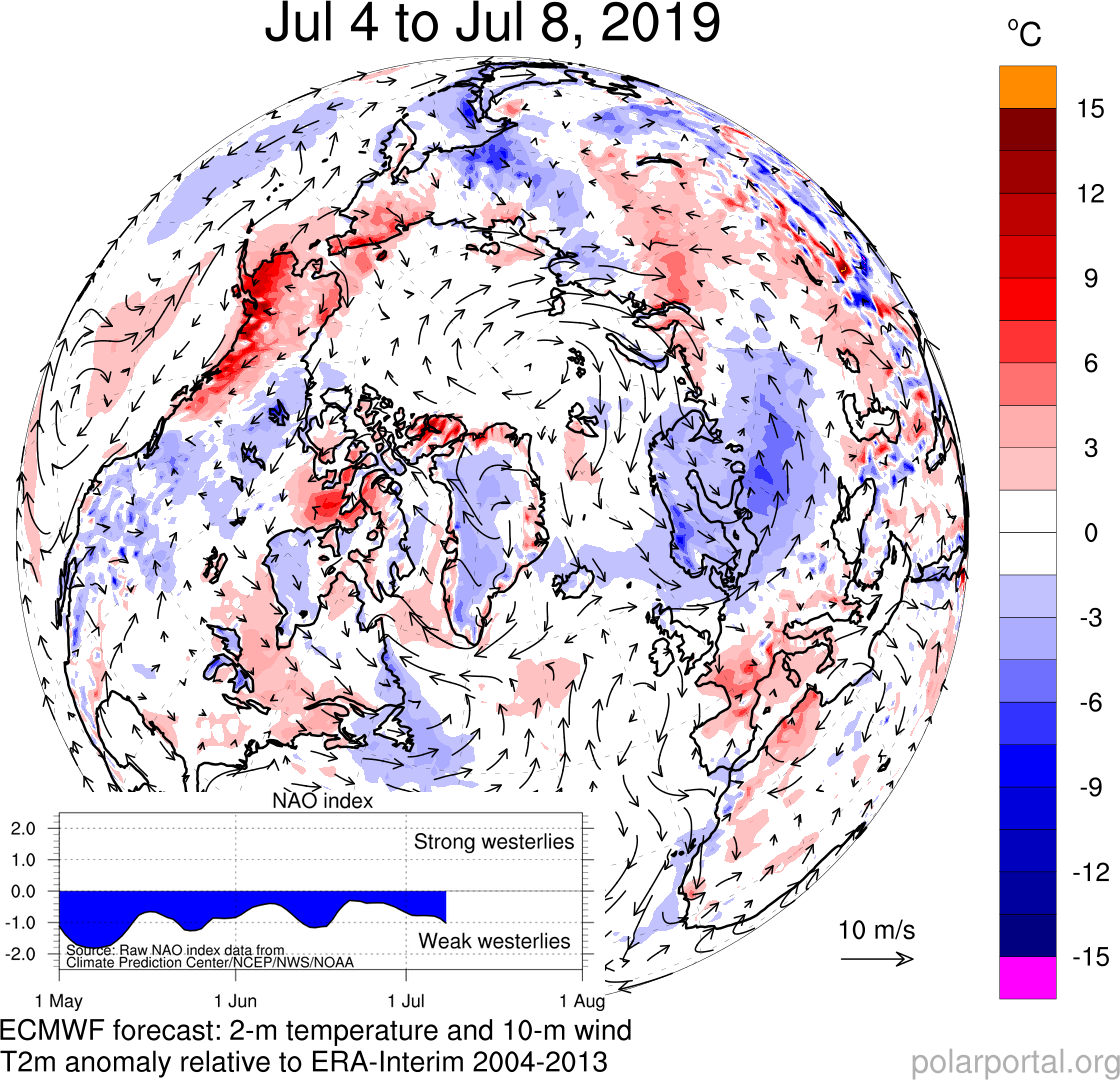 Jul 4 to Jul 8, 2019
°C
15
12
9
6
3
0
-3
-6
-9
-12
-15
10 m/s
NAO index
2.0
1.0
0.0
-1.0
-2.0
Strong westerlies
Weak westerlies
Source: Raw NAO index data from
Climate Prediction Center/NCEP/NWS/NOAA
1 May
1 Jun
1 Jul
1 Aug
ECMWF forecast: 2-m temperature and 10-m wind
T2m anomaly relative to ERA-Interim 2004-2013
polarportal.org